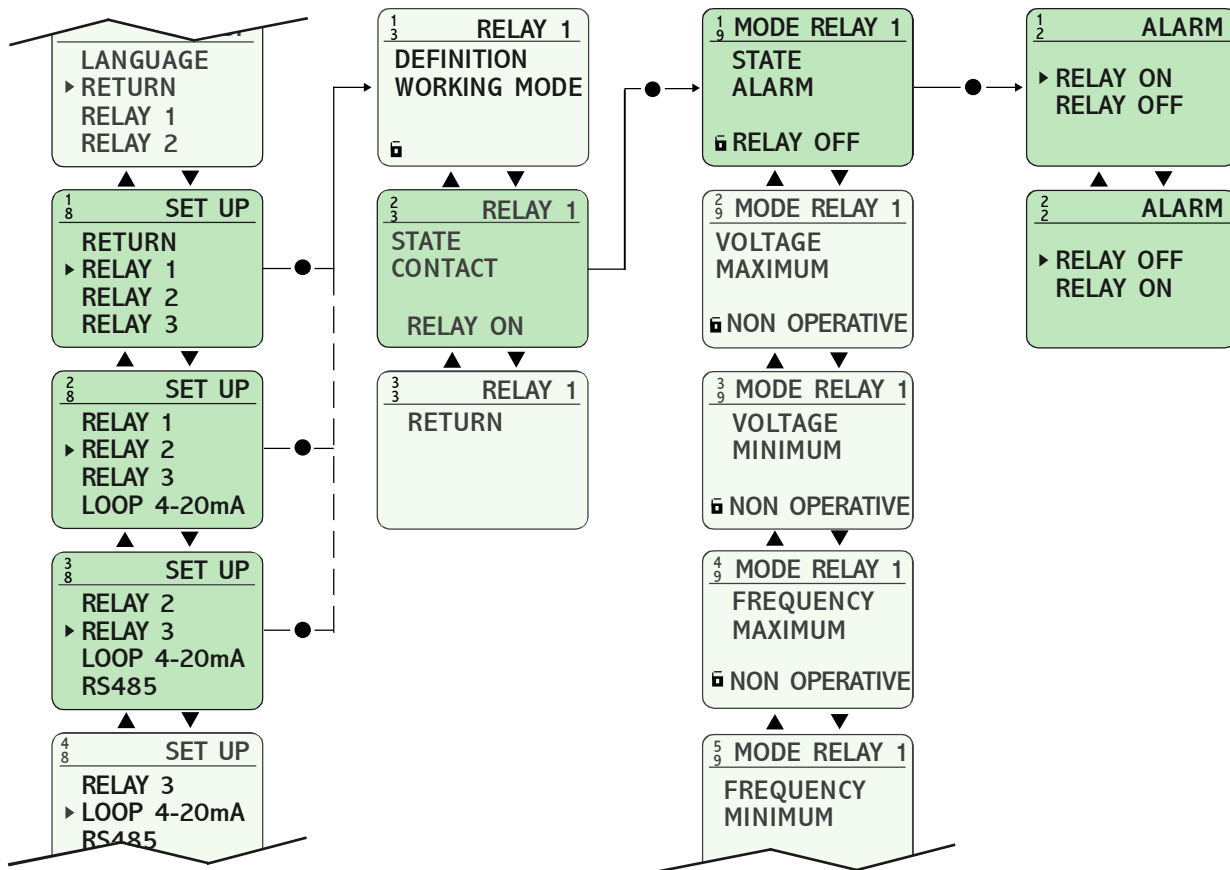 LANGUAGE
RETURN
RELAY 1
RELAY 2
1
8
SET UP
RETURN
RELAY 1
RELAY 2
RELAY 3
2
8
SET UP
RELAY 1
RELAY 2
RELAY 3
LOOP 4-20mA
3
8
SET UP
RELAY 2
RELAY 3
LOOP 4-20mA
RS485
4
8
SET UP
RELAY 3
LOOP 4-20mA
RS485
1
3
RELAY 1
DEFINITION
WORKING MODE
2
3
RELAY 1
STATE
CONTACT
RELAY ON
3
3
RELAY 1
RETURN
1
9
MODE RELAY 1
STATE
ALARM
RELAY OFF
2
9
MODE RELAY 1
VOLTAGE
MAXIMUM
NON OPERATIVE
3
9
MODE RELAY 1
VOLTAGE
MINIMUM
NON OPERATIVE
4
9
MODE RELAY 1
FREQUENCY
MAXIMUM
NON OPERATIVE
5
9
MODE RELAY 1
FREQUENCY
MINIMUM
1
2
ALARM
RELAY ON
RELAY OFF
2
2
ALARM
RELAY OFF
RELAY ON